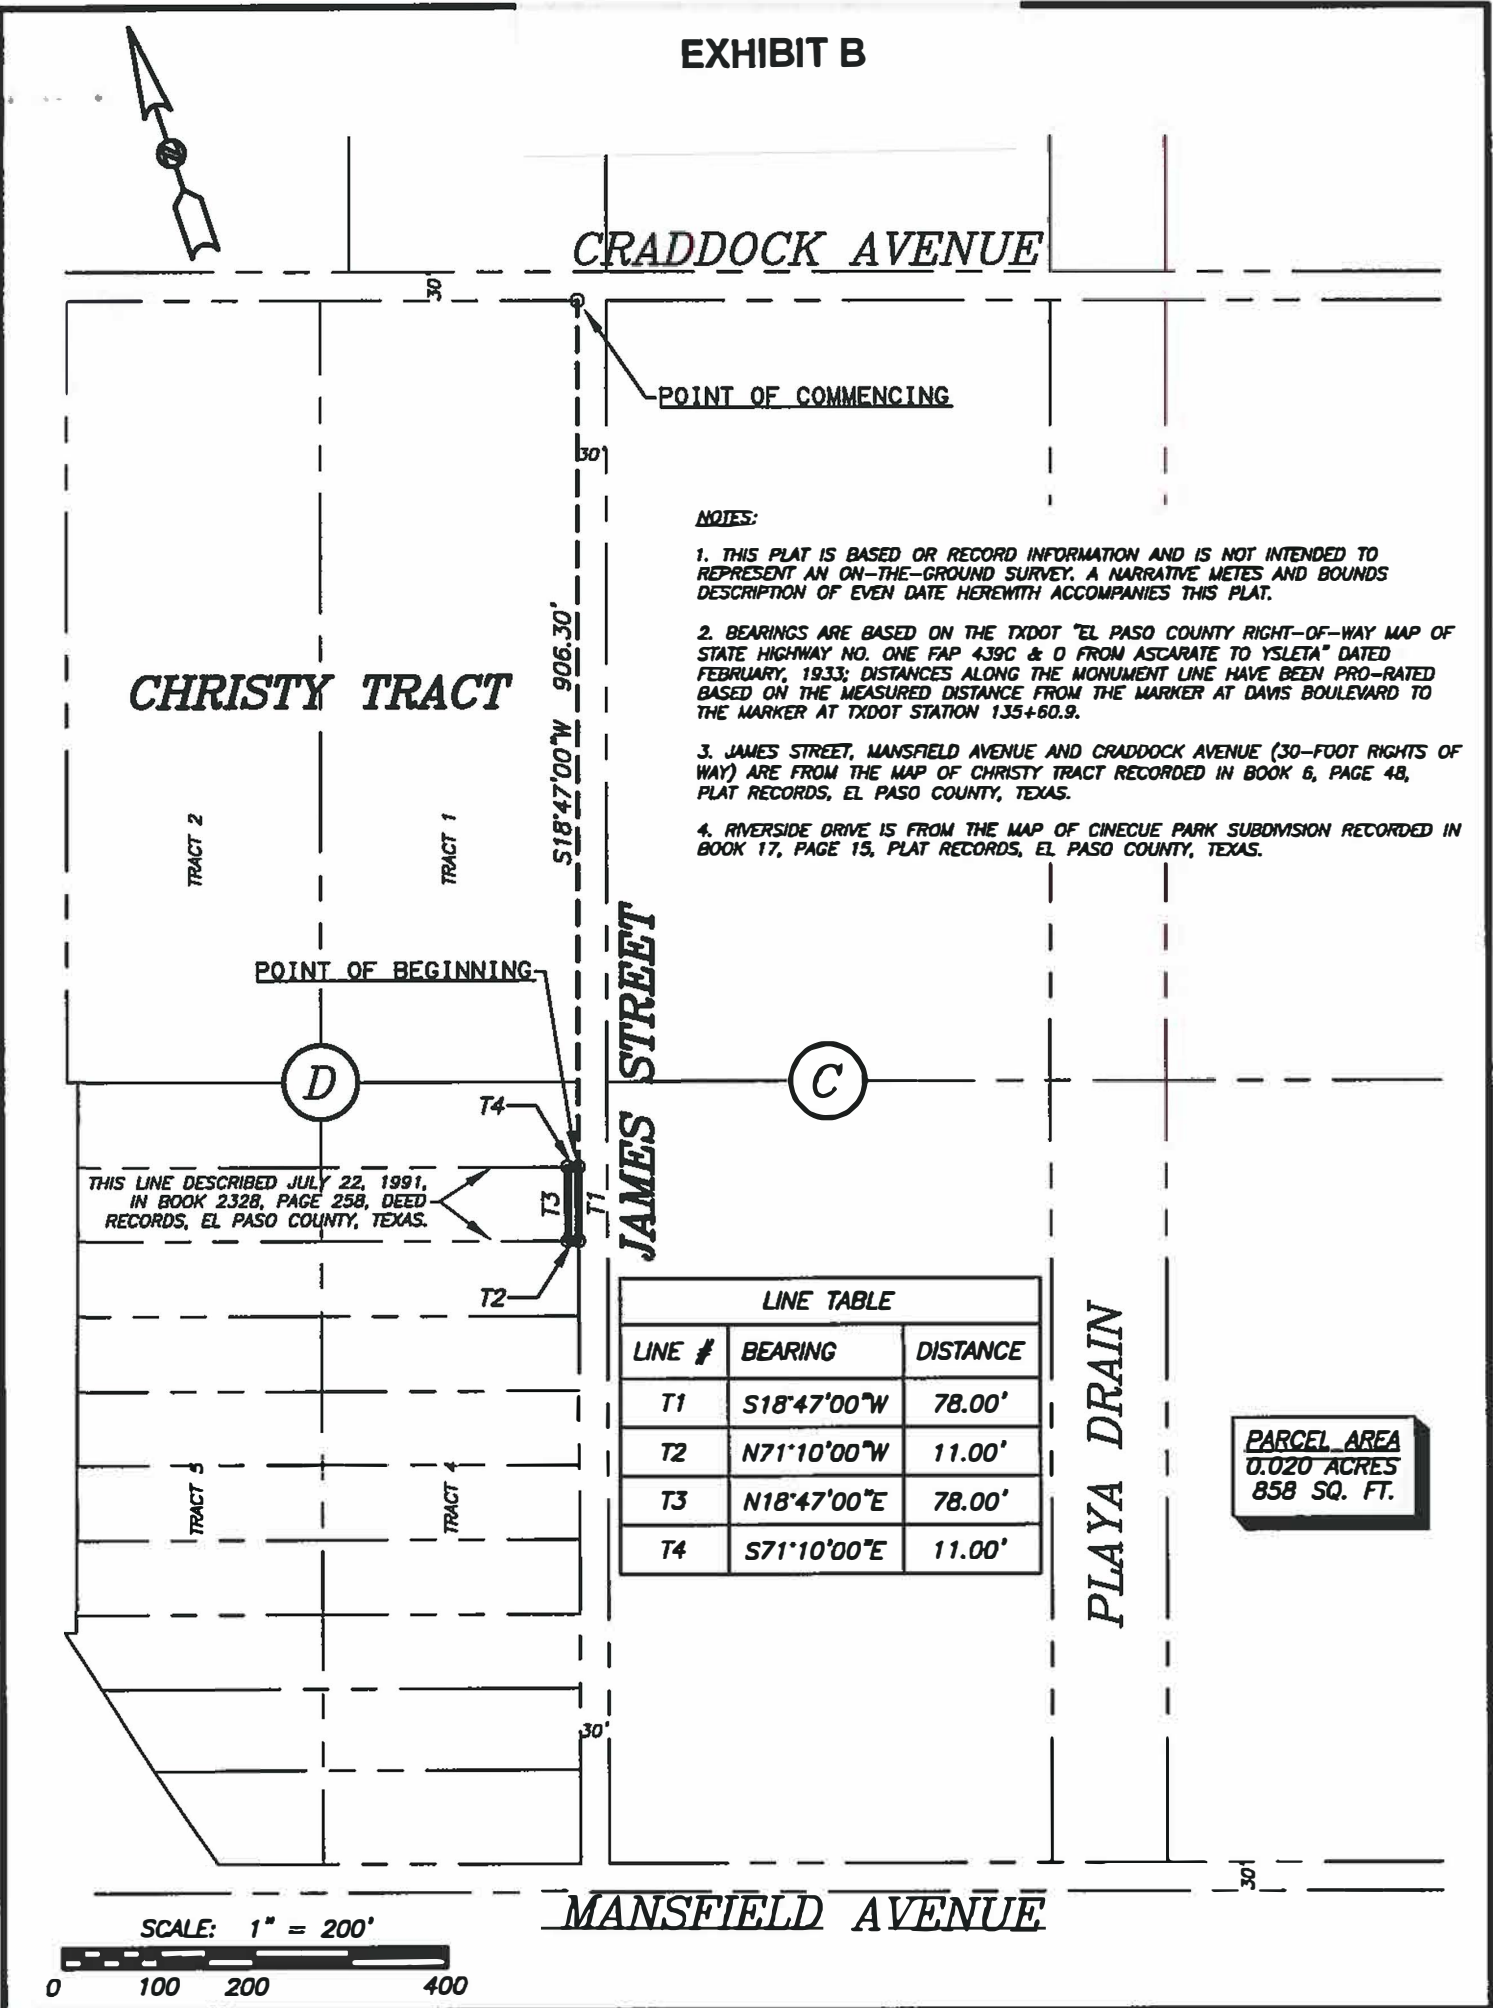 EXHIBIT B
N
CRADDOCK AVENUE
30'
POINT OF COMMENCING
30'
NOTES:
1. THIS PLAT IS BASED OR RECORD INFORMATION AND IS NOT INTENDED TO
REPRESENT AN ON-THE-GROUND SURVEY. A NARRATIVE METES AND BOUNDS
DESCRIPTION OF EVEN DATE HEREWITH ACCOMPANIES THIS PLAT.
2. BEARINGS ARE BASED ON THE TXDOT "EL PASO COUNTY RIGHT-OF-WAY MAP OF
STATE HIGHWAY NO. ONE FAP 439C & D FROM ASCARATE TO YSLETA" DATED
FEBRUARY, 1933; DISTANCES ALONG THE MONUMENT LINE HAVE BEEN PRO-RATED
BASED ON THE MEASURED DISTANCE FROM THE MARKER AT DAVIS BOULEVARD TO
THE MARKER AT TXDOT STATION 135+60.9.
3. JAMES STREET, MANSFIELD AVENUE AND CRADDOCK AVENUE (30-FOOT RIGHTS OF
WAY) ARE FROM THE MAP OF CHRISTY TRACT RECORDED IN BOOK 6, PAGE 48,
PLAT RECORDS, EL PASO COUNTY, TEXAS.
4. RIVERSIDE DRIVE IS FROM THE MAP OF CINECUE PARK SUBDIVISION RECORDED IN
BOOK 17, PAGE 15, PLAT RECORDS, EL PASO COUNTY, TEXAS.
S18°47'00"W 906.30'
CHRISTY TRACT
TRACT 2
TRACT 1
JAMES STREET
POINT OF BEGINNING
D
C
T4
THIS LINE DESCRIBED JULY 22, 1991,
IN BOOK 2328, PAGE 258, DEED
RECORDS, EL PASO COUNTY, TEXAS.
T3
T1
T2
LINE TABLE
LINE # BEARING DISTANCE
T1 S18°47'00"W 78.00'
T2 N71°10'00"W 11.00'
T3 N18°47'00"E 78.00'
T4 S71°10'00"E 11.00'
PLAYA DRAIN
PARCEL AREA
0.020 ACRES
858 SQ. FT.
TRACT 5
TRACT 4
30'
30'
MANSFIELD AVENUE
SCALE: 1" = 200'
0 100 200 400